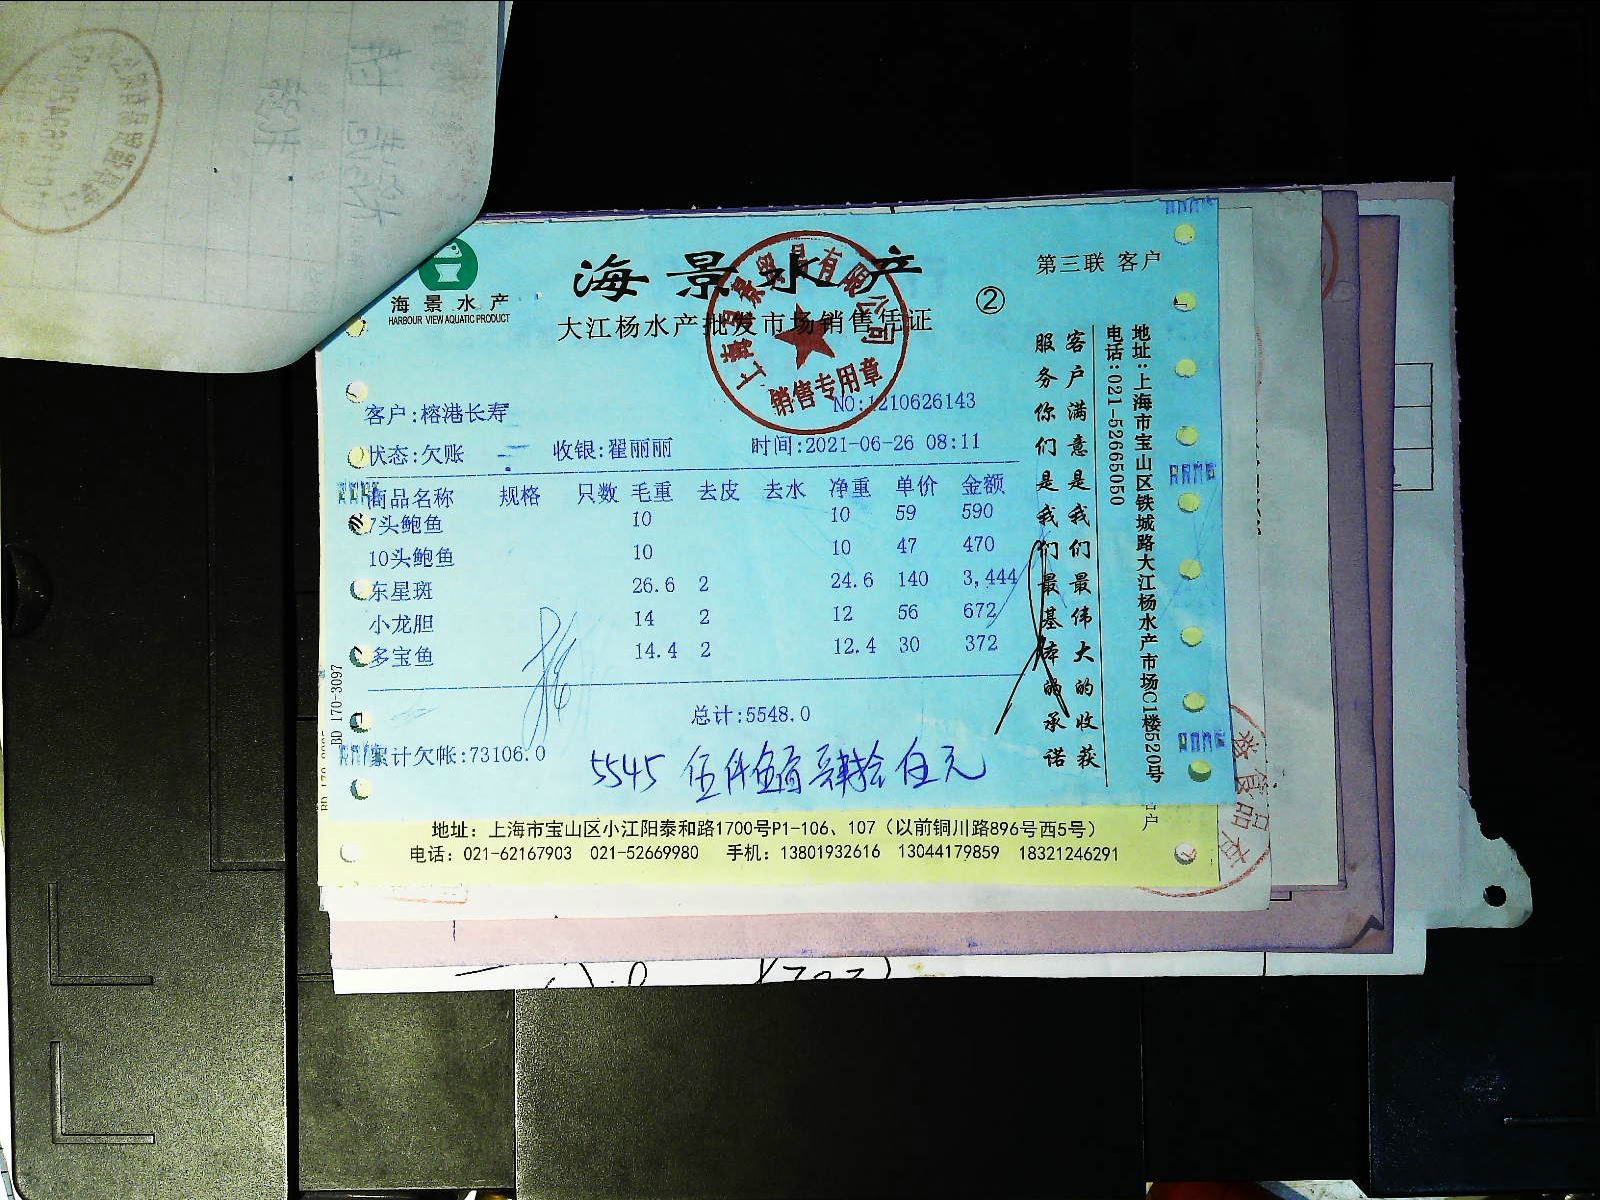 海景水产
HARBOUR VIEW AQUATIC PRODUCT
海景水产
大江杨水产批发市场销售凭证
②
第三联 客户
销售专用章
客户:榕港长寿
NO:1210626143
状态:欠账 收银:翟丽丽 时间:2021-06-26 08:11
商品名称 规格 只数 毛重 去皮 去水 净重 单价 金额
7头鲍鱼 10 10 59 590
10头鲍鱼 10 10 47 470
东星斑 26.6 2 24.6 140 3,444
小龙胆 14 2 12 56 672
多宝鱼 14.4 2 12.4 30 372
总计:5548.0
累计欠帐:73106.0
5545 伍仟伍佰肆拾伍元
客户满意是我们最伟大的收获
服务你们是我们最基本的承诺
地址:上海市宝山区铁城路大江杨水产市场C1楼520号
电话:021-52665050
BD 170-3097
地址: 上海市宝山区小江阳泰和路1700号P1-106、107 (以前铜川路896号西5号)
电话: 021-62167903 021-52669980 手机: 13801932616 13044179859 18321246291